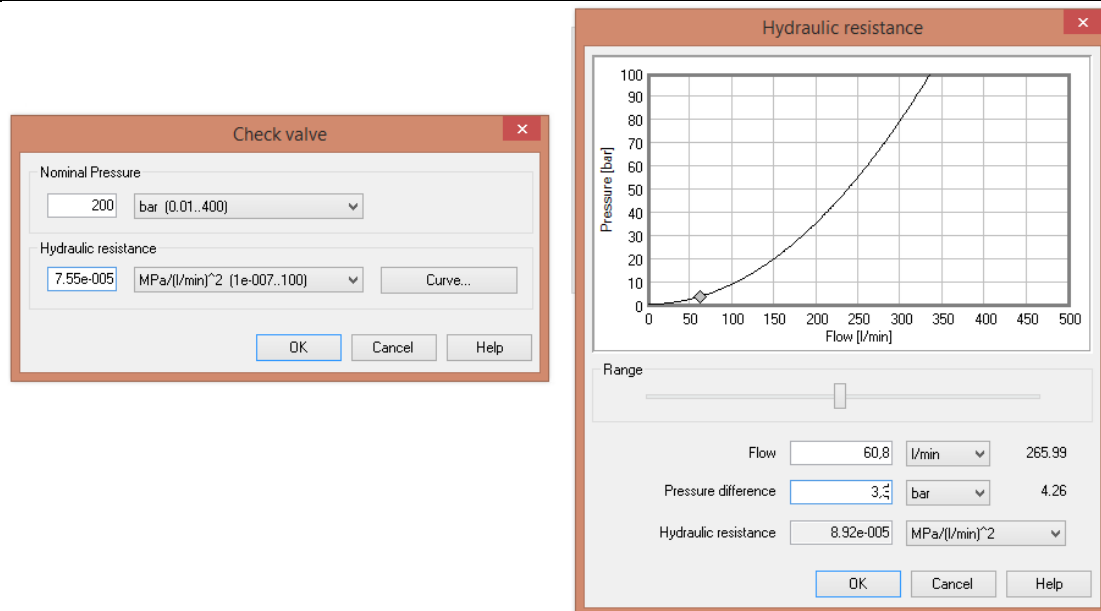 Check valve
Nominal Pressure
200 bar (0.01..400)
Hydraulic resistance
7.55e-005 MPa/(l/min)^2 (1e-007..100) Curve...
OK Cancel Help
Hydraulic resistance
100
90
80
70
60
50
40
30
20
10
0
Pressure [bar]
0 50 100 150 200 250 300 350 400 450 500
Flow [l/min]
Range
Flow 60,8 l/min 265.99
Pressure difference bar 4.26
Hydraulic resistance 8.92e-005 MPa/(l/min)^2
OK Cancel Help